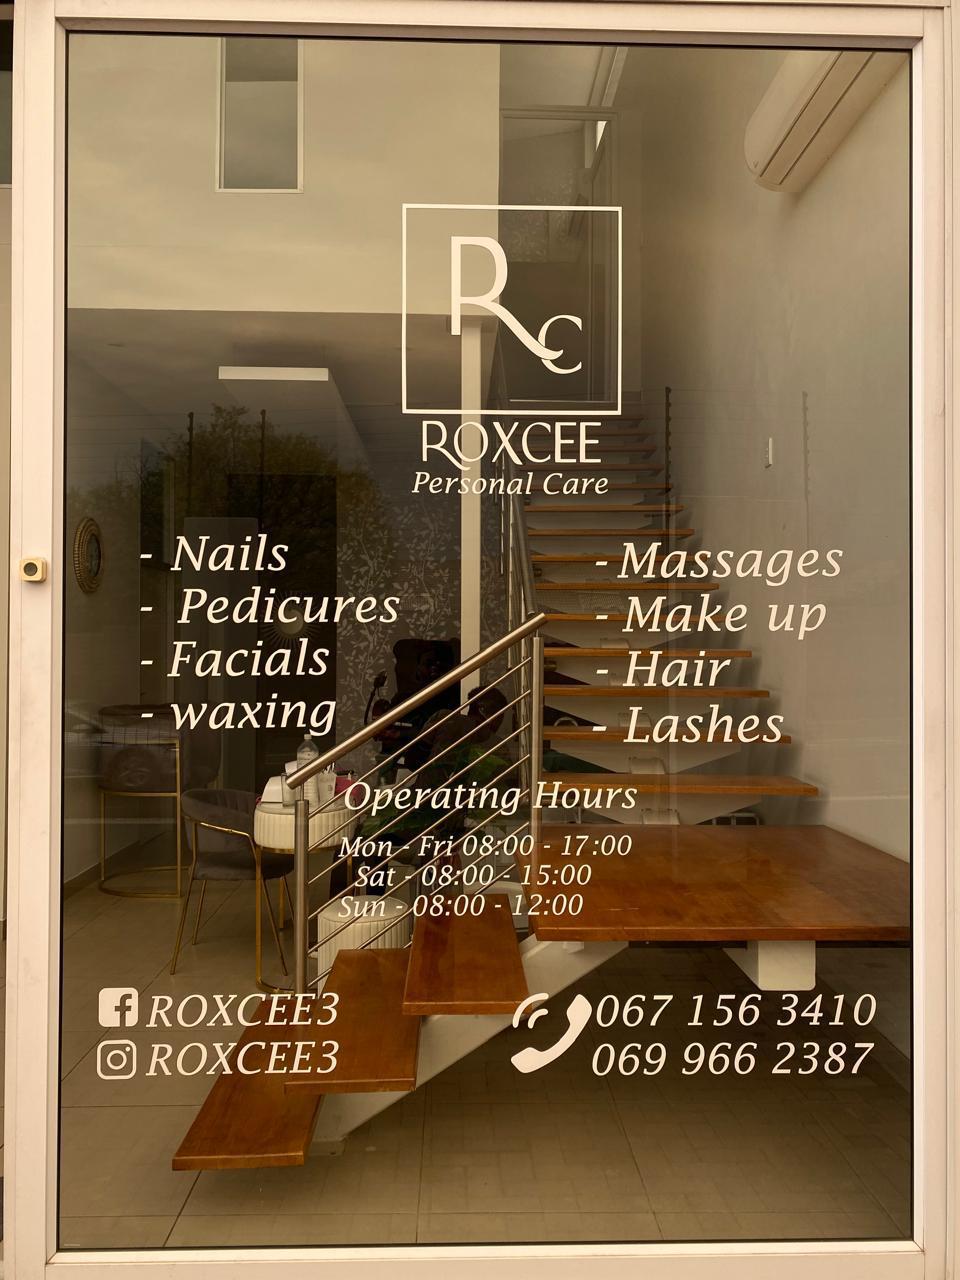 RC
ROXCEE
Personal Care
- Nails
- Pedicures
- Facials
- waxing
- Massages
- Make up
- Hair
- Lashes
Operating Hours
Mon - Fri 08:00 - 17:00
Sat - 08:00 - 15:00
Sun - 08:00 - 12:00
ROXCEE3
ROXCEE3
067 156 3410
069 966 2387